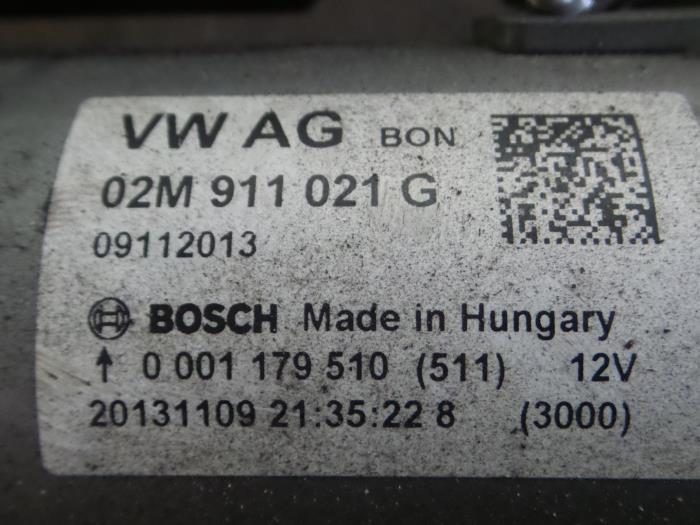 VW AG BON
02M 911 021 G
09112013
BOSCH Made in Hungary
↑ 0 001 179 510 (511) 12V
20131109 21:35:22 8 (3000)